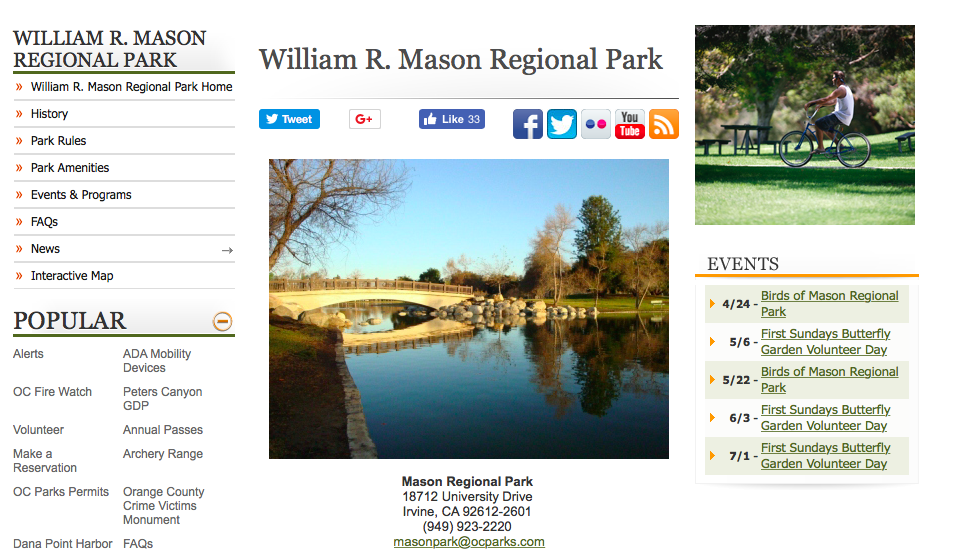 WILLIAM R. MASON
REGIONAL PARK
» William R. Mason Regional Park Home
» History
» Park Rules
» Park Amenities
» Events & Programs
» FAQs
» News →
» Interactive Map
POPULAR
Alerts
ADA Mobility
Devices
OC Fire Watch
Peters Canyon
GDP
Volunteer
Annual Passes
Make a
Reservation
Archery Range
OC Parks Permits
Orange County
Crime Victims
Monument
Dana Point Harbor
FAQs
William R. Mason Regional Park
Tweet
G+
Like 33
f
You
Tube
Mason Regional Park
18712 University Drive
Irvine, CA 92612-2601
(949) 923-2220
masonpark@ocparks.com
EVENTS
4/24 - Birds of Mason Regional
Park
5/6 - First Sundays Butterfly
Garden Volunteer Day
5/22 - Birds of Mason Regional
Park
6/3 - First Sundays Butterfly
Garden Volunteer Day
7/1 - First Sundays Butterfly
Garden Volunteer Day